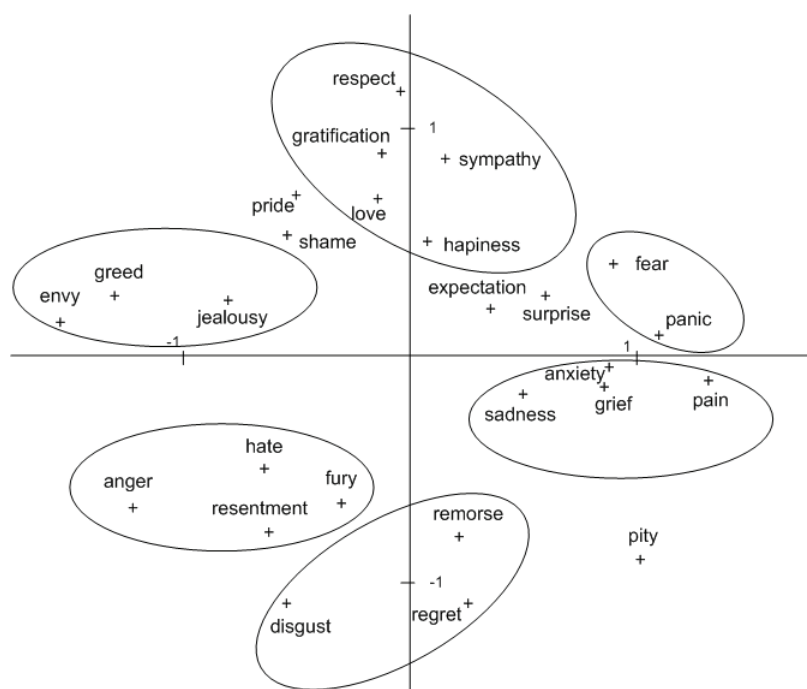 respect
1
gratification
sympathy
pride
love
shame
hapiness
greed
fear
envy
expectation
jealousy
surprise
panic
-1
1
anxiety
sadness
grief
pain
hate
anger
fury
resentment
remorse
pity
-1
regret
disgust